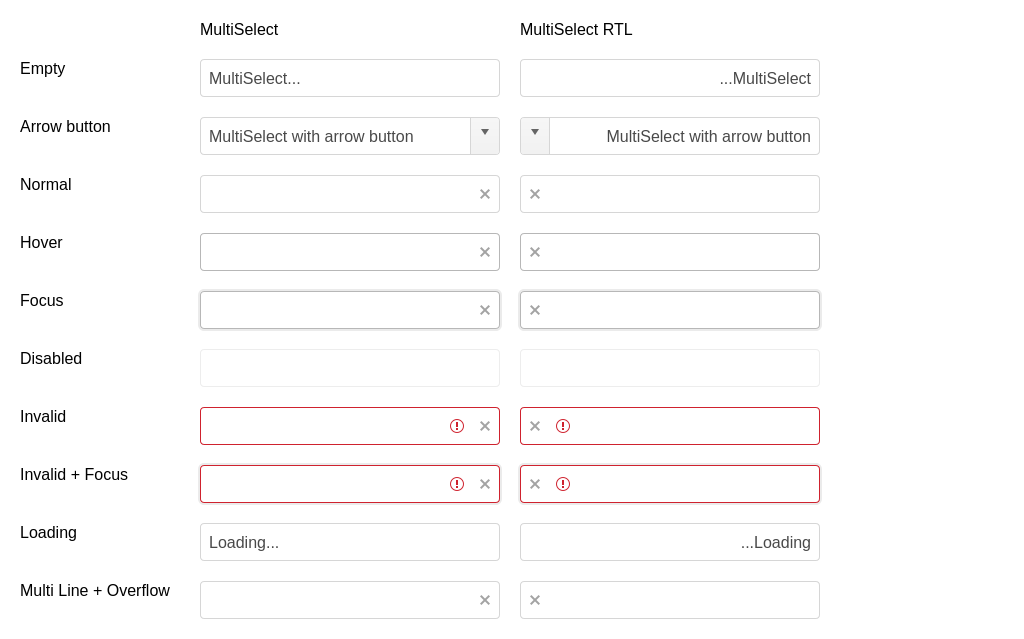 MultiSelect MultiSelect RTL
Empty MultiSelect... ...MultiSelect
Arrow button MultiSelect with arrow button MultiSelect with arrow button
Normal
Hover
Focus
Disabled
Invalid
Invalid + Focus
Loading Loading... ...Loading
Multi Line + Overflow